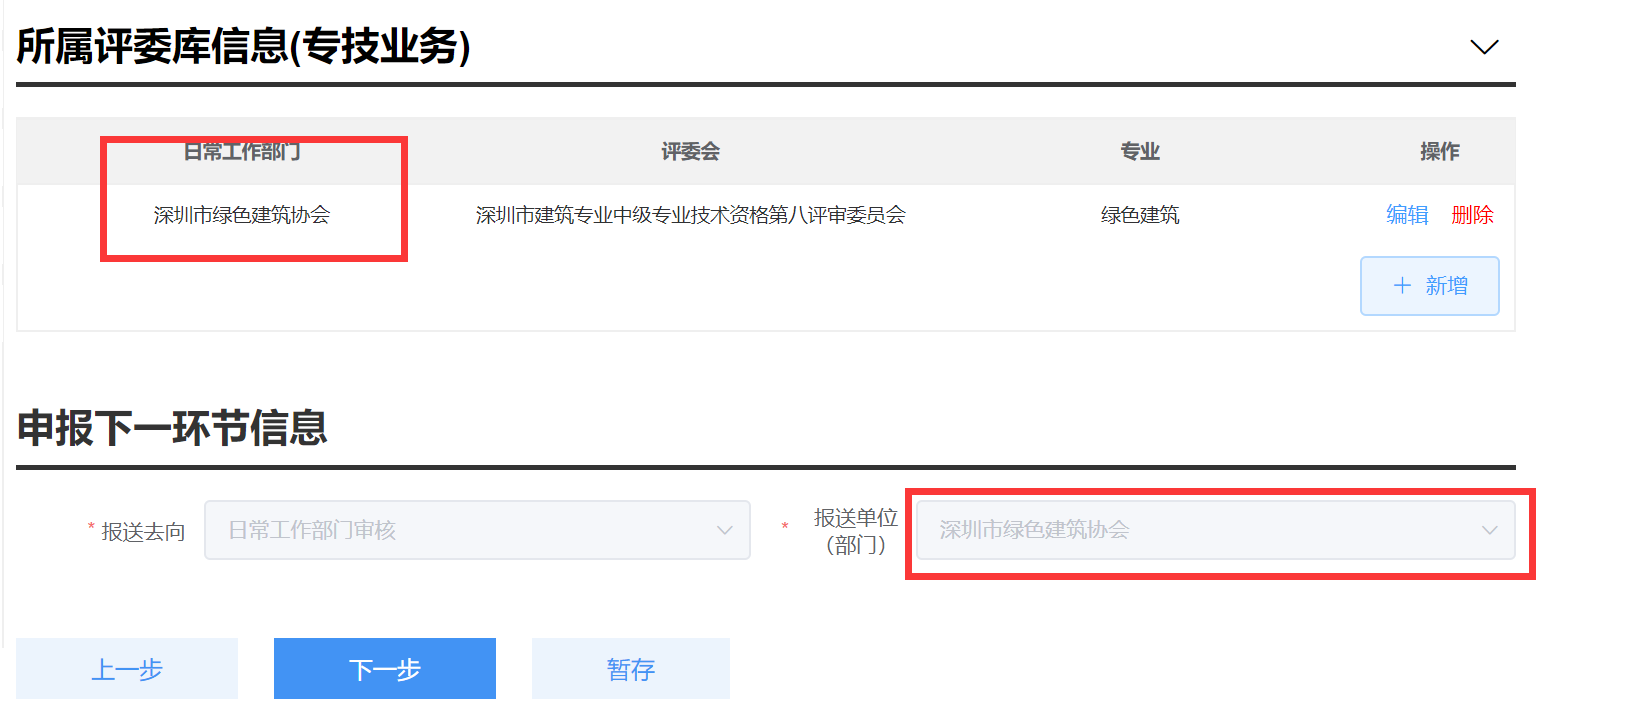 所属评委库信息(专技业务)
日常工作部门 评委会 专业 操作
深圳市绿色建筑协会 深圳市建筑专业中级专业技术资格第八评审委员会 绿色建筑 编辑 删除
+ 新增
申报下一环节信息
* 报送去向 日常工作部门审核 * 报送单位（部门） 深圳市绿色建筑协会
上一步 下一步 暂存